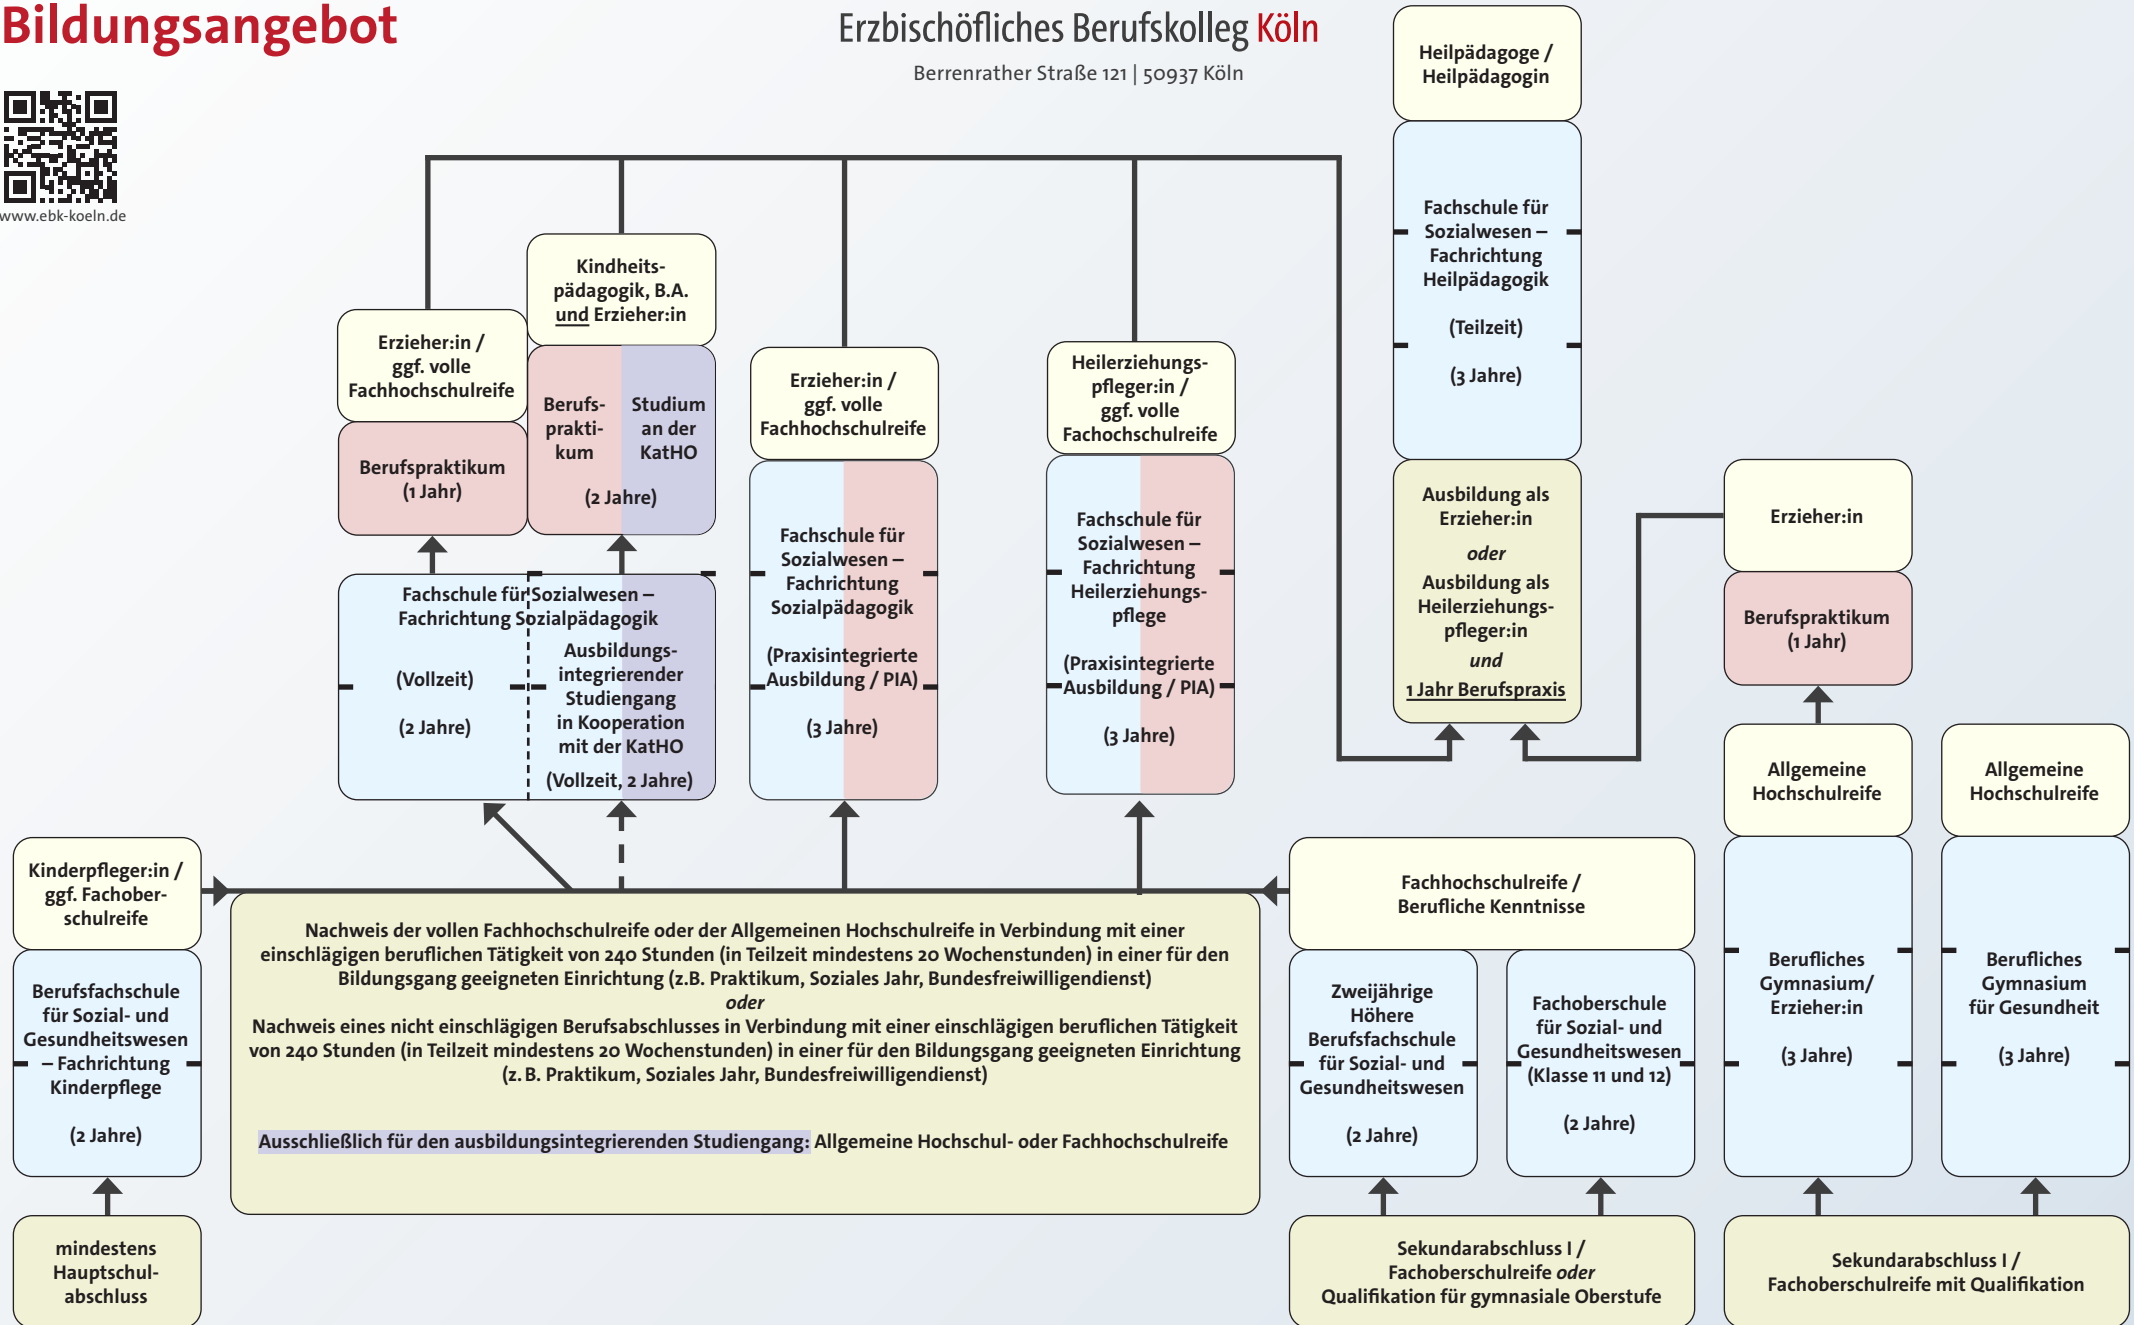 Bildungsangebot
Erzbischöfliches Berufskolleg Köln
Berrenrather Straße 121 | 50937 Köln
www.ebk-koeln.de
Heilpädagoge /
Heilpädagogin
Fachschule für
Sozialwesen –
Fachrichtung
Heilpädagogik
(Teilzeit)
(3 Jahre)
Ausbildung als
Erzieher:in
oder
Ausbildung als
Heilerziehungs-
pfleger:in
und
1 Jahr Berufspraxis
Erzieher:in /
ggf. volle
Fachhochschulreife
Berufspraktikum
(1 Jahr)
Kindheits-
pädagogik, B.A.
und Erzieher:in
Berufs-
prakti-
kum
Studium
an der
KatHO
(2 Jahre)
Fachschule für Sozialwesen –
Fachrichtung Sozialpädagogik
(Vollzeit)
(2 Jahre)
Ausbildungs-
integrierender
Studiengang
in Kooperation
mit der KatHO
(Vollzeit, 2 Jahre)
Erzieher:in /
ggf. volle
Fachhochschulreife
Fachschule für
Sozialwesen –
Fachrichtung
Sozialpädagogik
(Praxisintegrierte
Ausbildung / PIA)
(3 Jahre)
Heilerziehungs-
pfleger:in /
ggf. volle
Fachochschulreife
Fachschule für
Sozialwesen –
Fachrichtung
Heilerziehungs-
pflege
(Praxisintegrierte
Ausbildung / PIA)
(3 Jahre)
Erzieher:in
Berufspraktikum
(1 Jahr)
Allgemeine
Hochschulreife
Berufliches
Gymnasium/
Erzieher:in
(3 Jahre)
Allgemeine
Hochschulreife
Berufliches
Gymnasium
für Gesundheit
(3 Jahre)
Kinderpfleger:in /
ggf. Fachober-
schulreife
Berufsfachschule
für Sozial- und
Gesundheitswesen
– Fachrichtung
Kinderpflege
(2 Jahre)
mindestens
Hauptschul-
abschluss
Nachweis der vollen Fachhochschulreife oder der Allgemeinen Hochschulreife in Verbindung mit einer
einschlägigen beruflichen Tätigkeit von 240 Stunden (in Teilzeit mindestens 20 Wochenstunden) in einer für den
Bildungsgang geeigneten Einrichtung (z.B. Praktikum, Soziales Jahr, Bundesfreiwilligendienst)
oder
Nachweis eines nicht einschlägigen Berufsabschlusses in Verbindung mit einer einschlägigen beruflichen Tätigkeit
von 240 Stunden (in Teilzeit mindestens 20 Wochenstunden) in einer für den Bildungsgang geeigneten Einrichtung
(z. B. Praktikum, Soziales Jahr, Bundesfreiwilligendienst)
Ausschließlich für den ausbildungsintegrierenden Studiengang: Allgemeine Hochschul- oder Fachhochschulreife
Fachhochschulreife /
Berufliche Kenntnisse
Zweijährige
Höhere
Berufsfachschule
für Sozial- und
Gesundheitswesen
(2 Jahre)
Fachoberschule
für Sozial- und
Gesundheitswesen
(Klasse 11 und 12)
(2 Jahre)
Sekundarabschluss I /
Fachoberschulreife oder
Qualifikation für gymnasiale Oberstufe
Sekundarabschluss I /
Fachoberschulreife mit Qualifikation